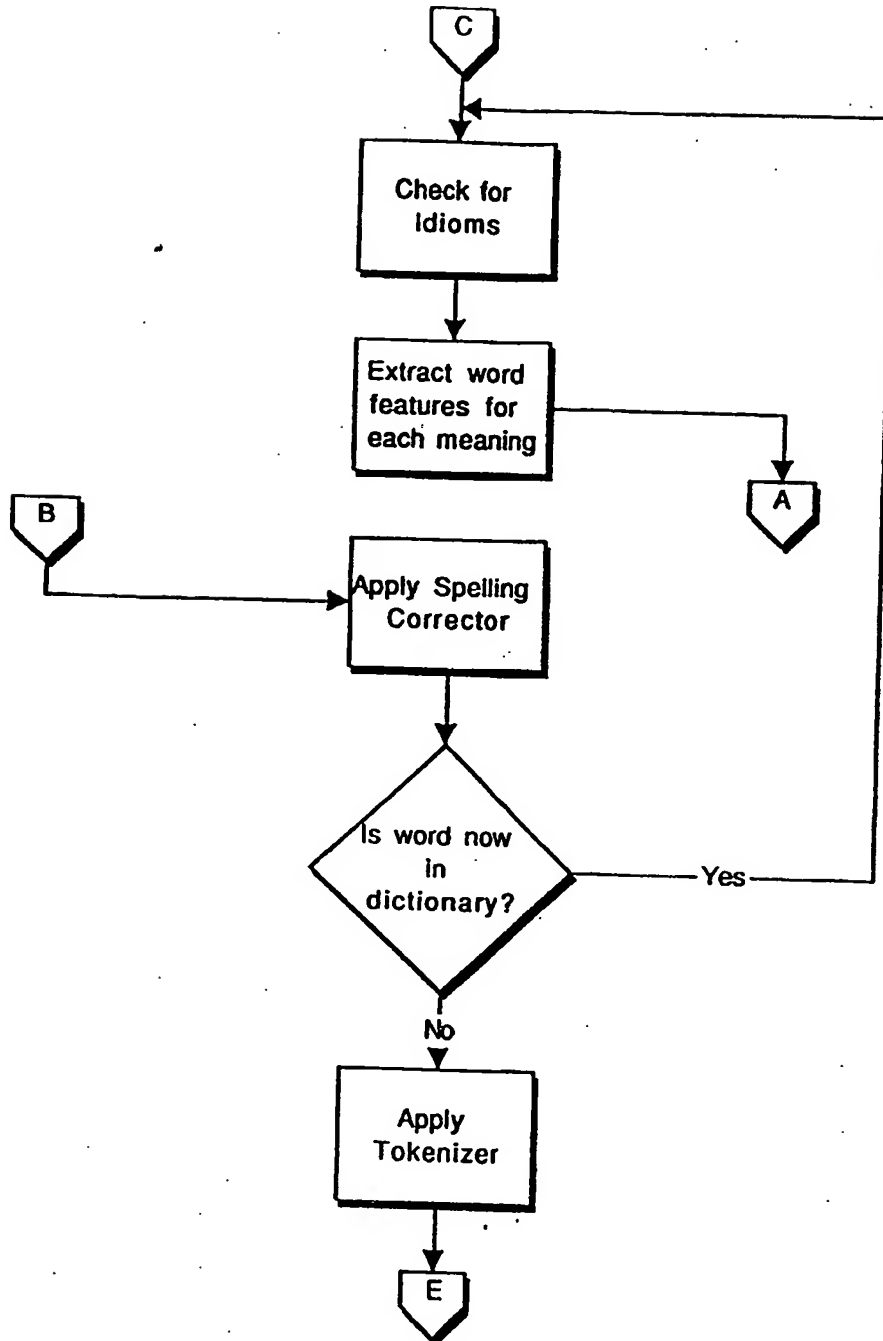 C
Check for
Idioms
Extract word
features for
each meaning
A
B
Apply Spelling
Corrector
Is word now
in
dictionary?
Yes
No
Apply
Tokenizer
E